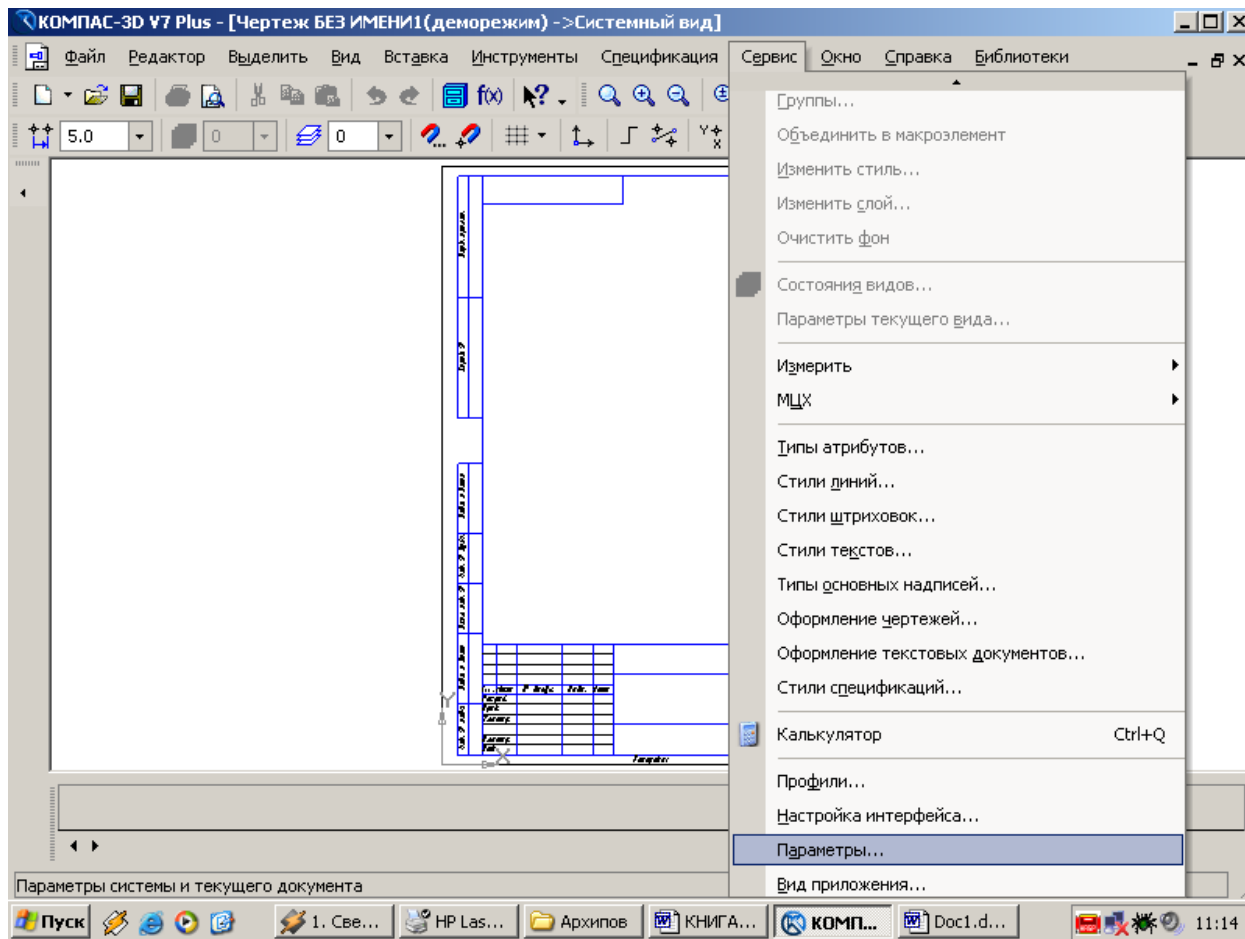 КОМПАС-3D V7 Plus - [Чертеж БЕЗ ИМЕНИ1(деморежим) ->Системный вид]
Файл Редактор Выделить Вид Вставка Инструменты Спецификация Сервис Окно Справка Библиотеки
f(x)
5.0 0 0
Группы...
Объединить в макроэлемент
Изменить стиль...
Изменить слой...
Очистить фон
Состояния видов...
Параметры текущего вида...
Измерить
МЦХ
Типы атрибутов...
Стили линий...
Стили штриховок...
Стили текстов...
Типы основных надписей...
Оформление чертежей...
Оформление текстовых документов...
Стили спецификаций...
Калькулятор Ctrl+Q
Профили...
Настройка интерфейса...
Параметры...
Вид приложения...
Y
X
Параметры системы и текущего документа
Пуск 1. Све... HP Las... Архипов КНИГА... КОМП... Doc1.d... 11:14